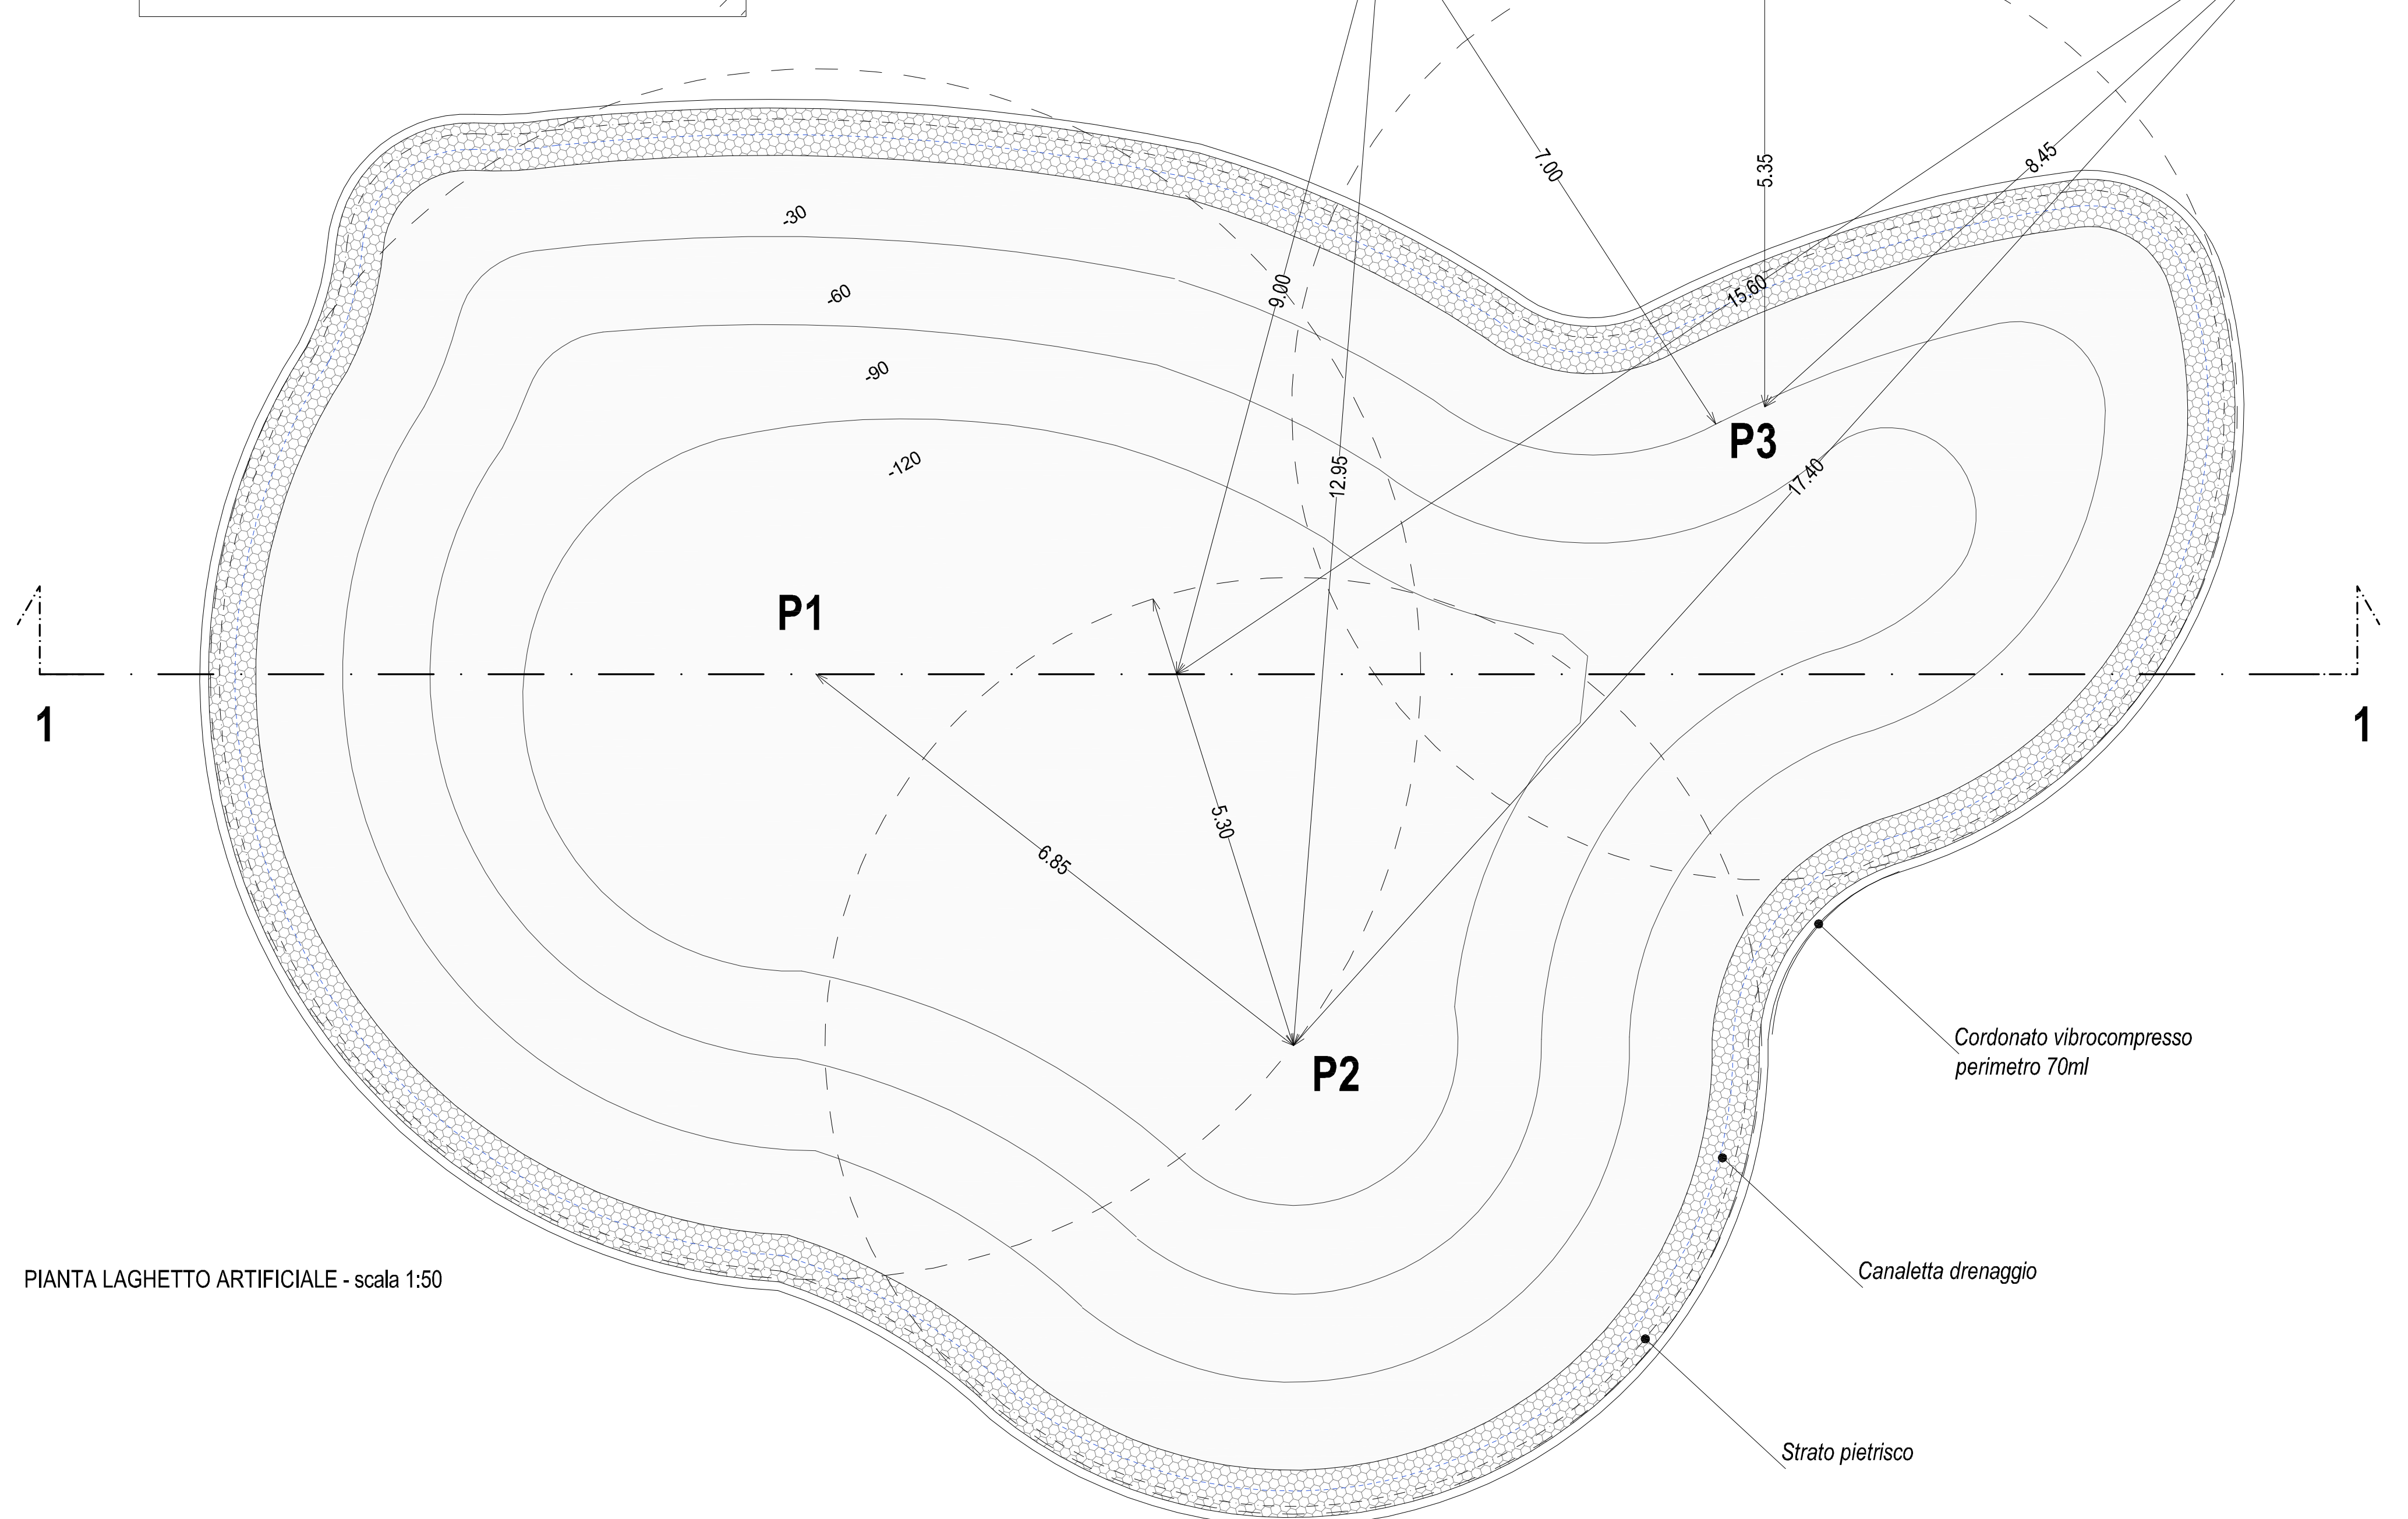 7.00
5.35
8.45
-30
-60
9.00
15.60
-90
P3
-120
12.95
17.40
P1
1
1
5.30
6.85
Cordonato vibrocompresso
perimetro 70ml
P2
PIANTA LAGHETTO ARTIFICIALE - scala 1:50
Canaletta drenaggio
Strato pietrisco